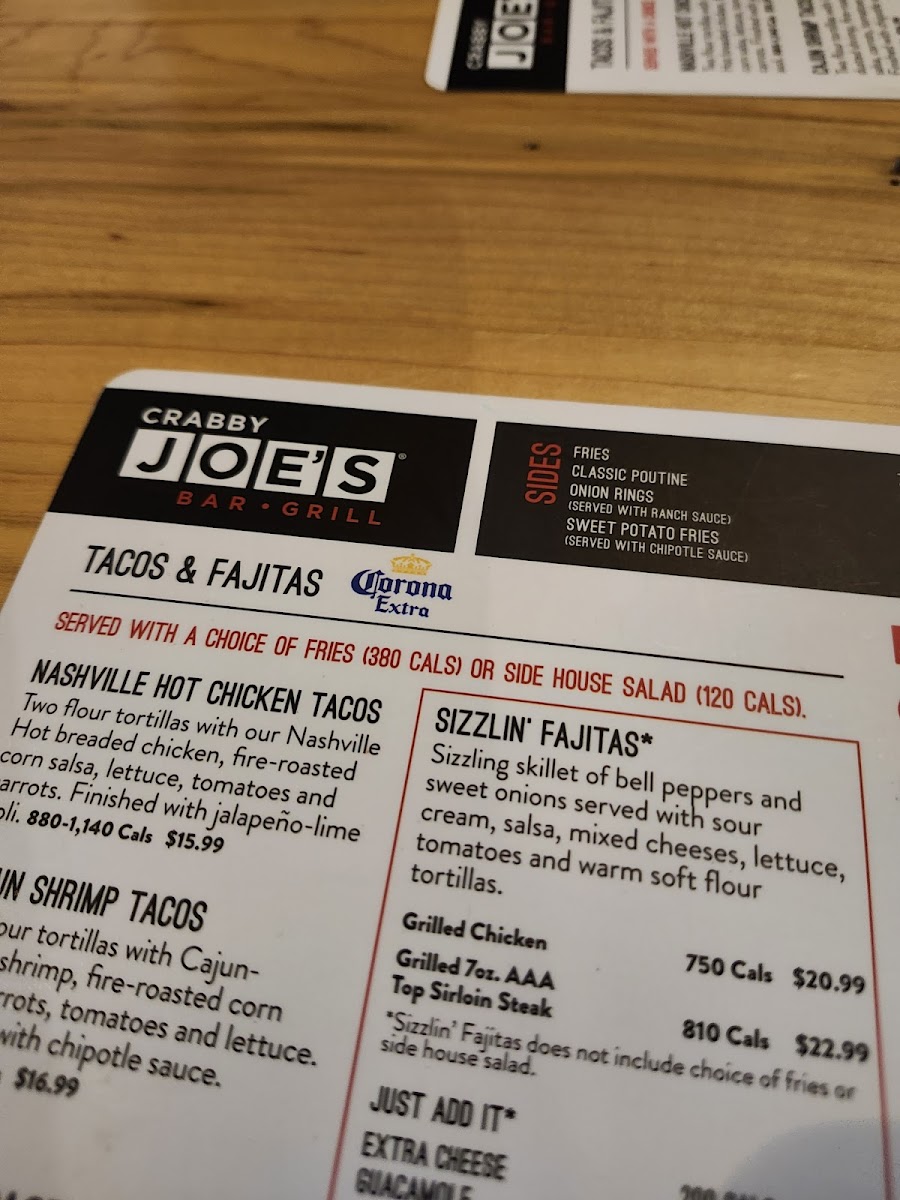 CRABBY
JOE
TACOS & FAJIT
CRABBY
JOE'S®
BAR • GRILL
SIDES
FRIES
CLASSIC POUTINE
ONION RINGS
(SERVED WITH RANCH SAUCE)
SWEET POTATO FRIES
(SERVED WITH CHIPOTLE SAUCE)
TACOS & FAJITAS
Corona
Extra
SERVED WITH A CHOICE OF FRIES (380 CALS) OR SIDE HOUSE SALAD (120 CALS).
NASHVILLE HOT CHICKEN TACOS
Two flour tortillas with our Nashville
Hot breaded chicken, fire-roasted
corn salsa, lettuce, tomatoes and
arrots. Finished with jalapeño-lime
oli. 880-1,140 Cals $15.99
UN SHRIMP TACOS
our tortillas with Cajun-
shrimp, fire-roasted corn
rrots, tomatoes and lettuce.
with chipotle sauce.
$16.99
SIZZLIN' FAJITAS*
Sizzling skillet of bell peppers and
sweet onions served with sour
cream, salsa, mixed cheeses, lettuce,
tomatoes and warm soft flour
tortillas.
Grilled Chicken 750 Cals $20.99
Grilled 7oz. AAA
Top Sirloin Steak 810 Cals $22.99
*Sizzlin' Fajitas does not include choice of fries or
side house salad.
JUST ADD IT*
EXTRA CHEESE
GUACAMOLE